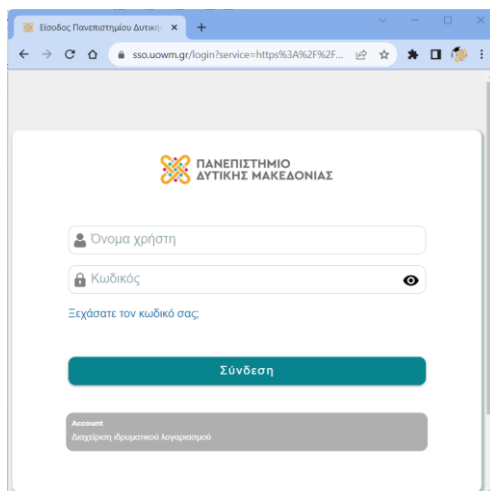 Είσοδος Πανεπιστημίου Δυτική
sso.uowm.gr/login?service=https%3A%2F%2F...
ΠΑΝΕΠΙΣΤΗΜΙΟ
ΔΥΤΙΚΗΣ ΜΑΚΕΔΟΝΙΑΣ
Όνομα χρήστη
Κωδικός
Ξεχάσατε τον κωδικό σας;
Σύνδεση
Account
Διαχείριση ιδρυματικού λογαριασμού